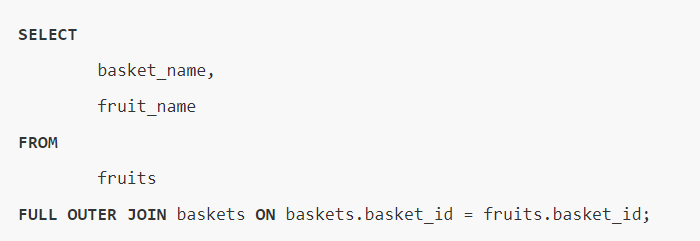 SELECT
basket_name,
fruit_name
FROM
fruits
FULL OUTER JOIN baskets ON baskets.basket_id = fruits.basket_id;